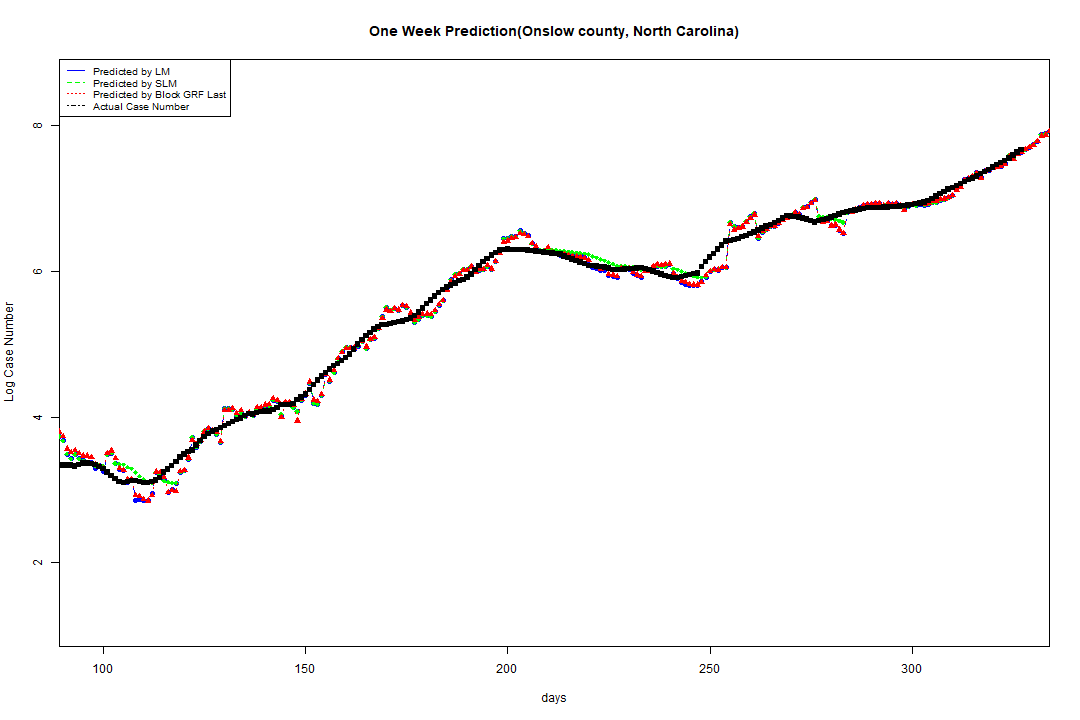 One Week Prediction(Onslow county, North Carolina)
Predicted by LM
Predicted by SLM
Predicted by Block GRF Last
Actual Case Number
8
6
4
2
Log Case Number
100 150 200 250 300
days